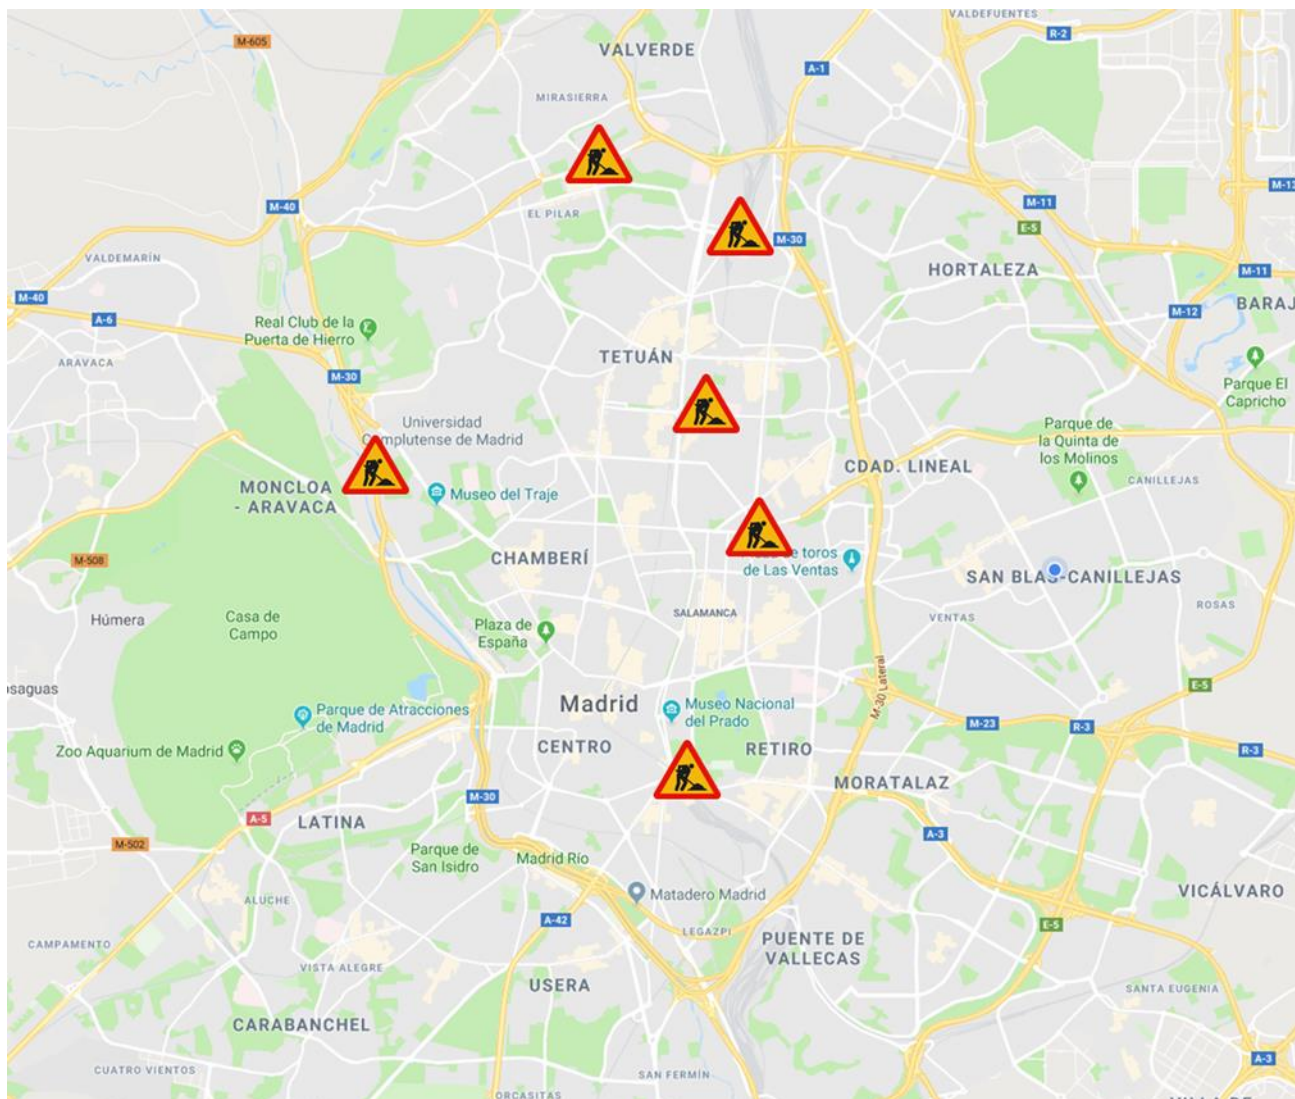 VALDEFUENTES
M-605
R-2
VALVERDE
A-1
MIRASIERRA
M-40
EL PILAR
M-30
M-11
E-5
VALDEMARÍN
HORTALEZA
M-11
M-40
A-6
M-12
BARAJ
Real Club de la
Puerta de Hierro
TETUÁN
ARAVACA
M-30
Parque El
Capricho
Universidad
Complutense de Madrid
Parque de
la Quinta de
los Molinos
CDAD. LINEAL
CANILLEJAS
MONCLOA
- ARAVACA
Museo del Traje
M-508
CHAMBERÍ
de toros
de Las Ventas
SAN BLAS-CANILLEJAS
Húmera
Casa de
Campo
Plaza de
España
SALAMANCA
VENTAS
ROSAS
osaguas
M-30 Lateral
E-5
Parque de Atracciones
de Madrid
Madrid
Museo Nacional
del Prado
M-23
R-3
R-3
Zoo Aquarium de Madrid
CENTRO
RETIRO
MORATALAZ
M-30
A-5
LATINA
A-3
M-502
Parque de
San Isidro
Madrid Río
Matadero Madrid
VICÁLVARO
ALUCHE
A-42
LEGAZPI
E-5
CAMPAMENTO
PUENTE DE
VALLECAS
VISTA ALEGRE
USERA
SANTA EUGENIA
CARABANCHEL
CUATRO VIENTOS
SAN FERMÍN
A-3
ORCASITAS